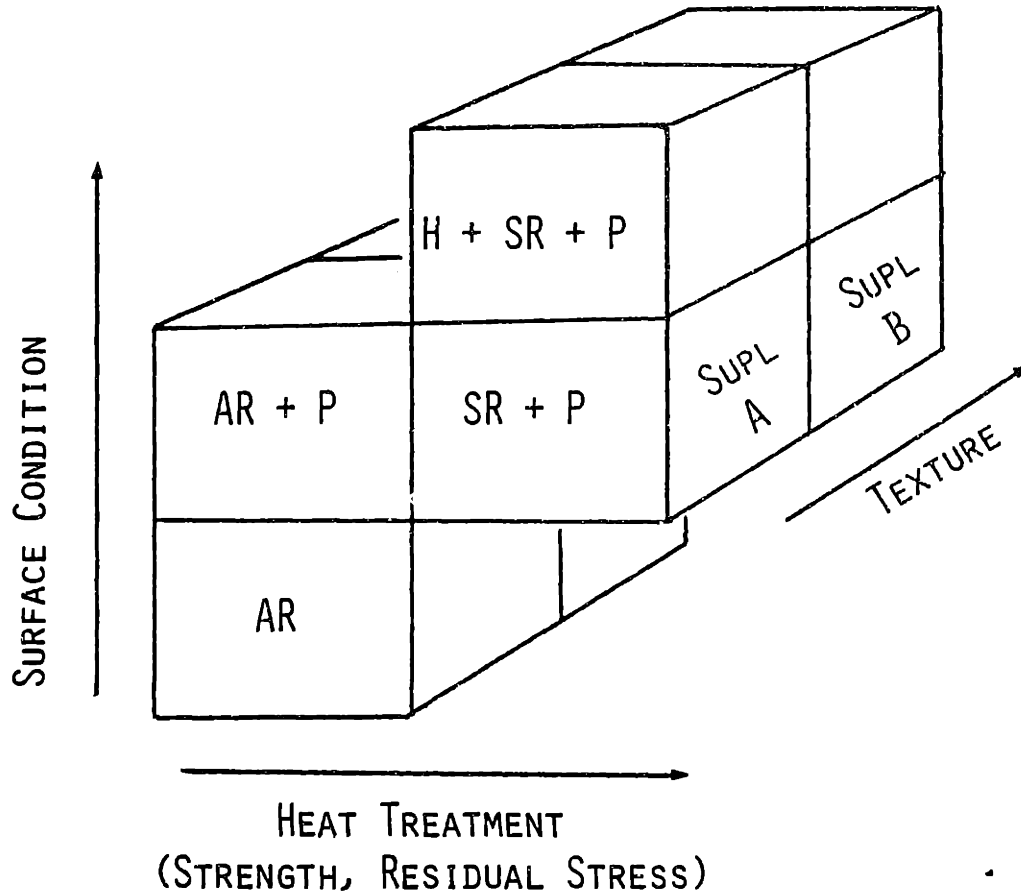 H + SR + P
SUPL
B
SUPL
A
AR + P
SR + P
TEXTURE
AR
SURFACE CONDITION
HEAT TREATMENT
(STRENGTH, RESIDUAL STRESS)